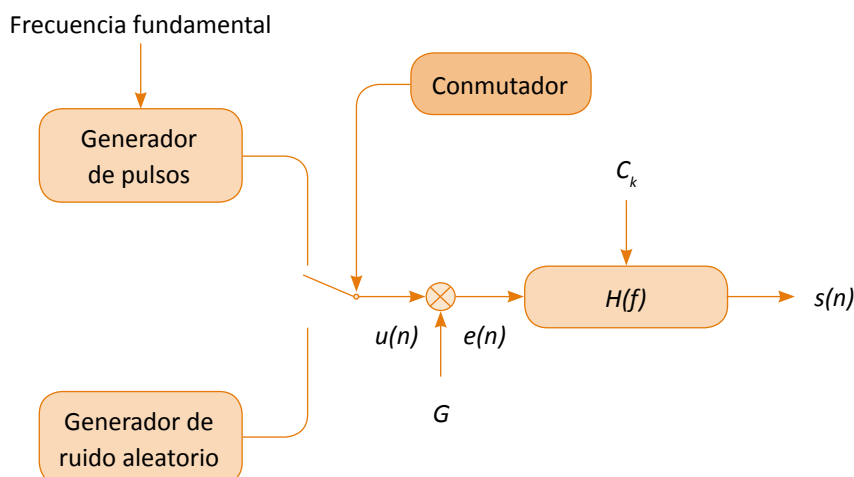 Frecuencia fundamental
Conmutador
Generador
de pulsos
C_k
H(f)
s(n)
u(n)
e(n)
G
Generador de
ruido aleatorio